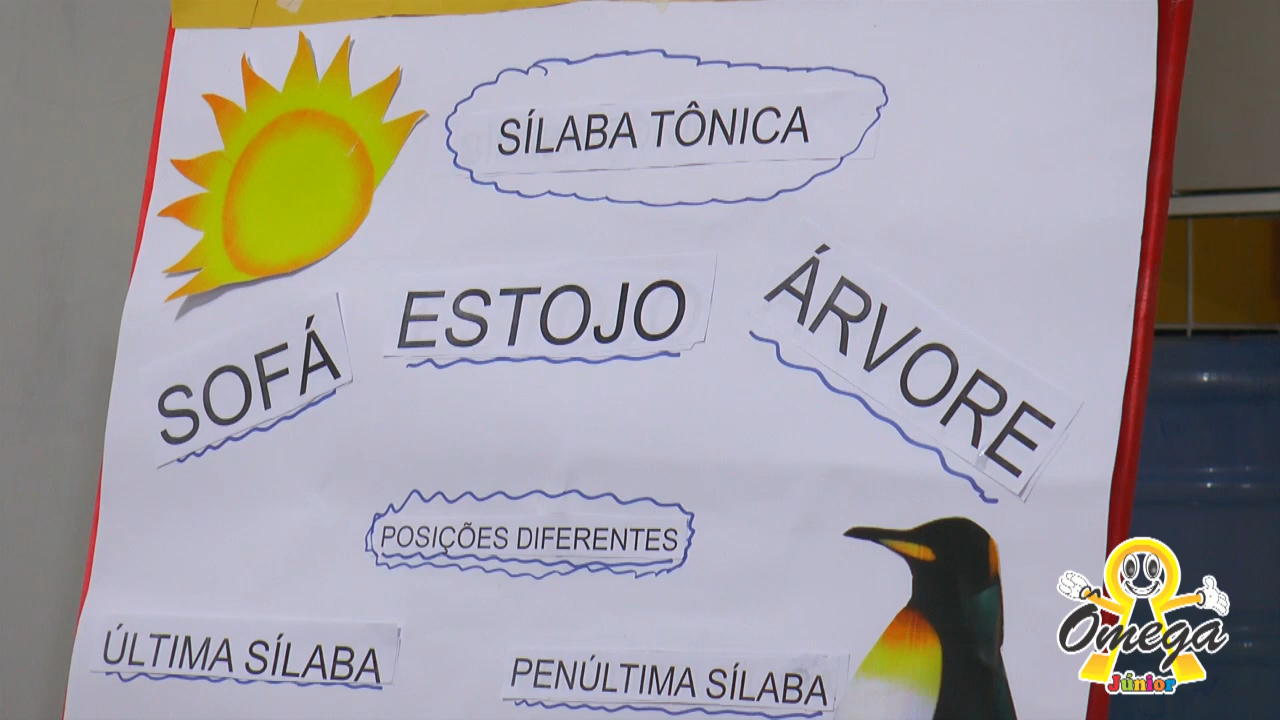 SÍLABA TÔNICA
SOFÁ
ESTOJO
ÁRVORE
POSIÇÕES DIFERENTES
ÚLTIMA SÍLABA
PENÚLTIMA SÍLABA
Omega
Júnior